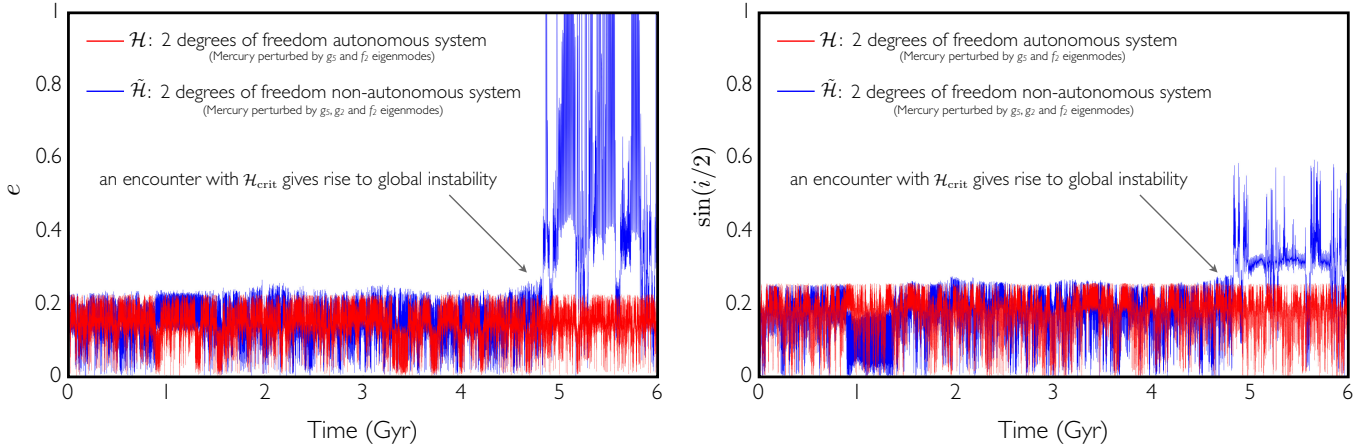 1
0.8
0.6
0.4
0.2
0
e
0 1 2 3 4 5 6
Time (Gyr)
ℋ: 2 degrees of freedom autonomous system
(Mercury perturbed by g₅ and f₂ eigenmodes)
ℋ̃: 2 degrees of freedom non-autonomous system
(Mercury perturbed by g₅, g₂ and f₂ eigenmodes)
an encounter with ℋcrit gives rise to global instability
1
0.8
0.6
0.4
0.2
0
sin(i/2)
0 1 2 3 4 5 6
Time (Gyr)
ℋ: 2 degrees of freedom autonomous system
(Mercury perturbed by g₅ and f₂ eigenmodes)
ℋ̃: 2 degrees of freedom non-autonomous system
(Mercury perturbed by g₅, g₂ and f₂ eigenmodes)
an encounter with ℋcrit gives rise to global instability